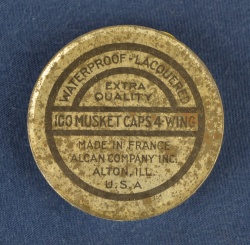 WATERPROOF-LACQUERED
EXTRA
QUALITY
100 MUSKET CAPS 4-WING
MADE IN FRANCE
ALCAN COMPANY INC.
ALTON, ILL.
U.S.A